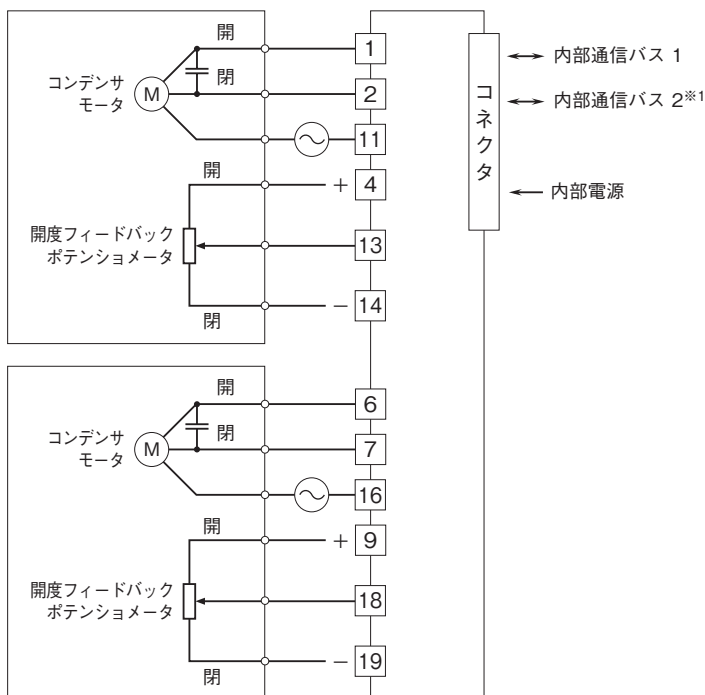 開
1
内部通信バス 1
コンデンサ
モータ
M
閉
2
コネクタ
内部通信バス 2※1
11
開
+
4
内部電源
開度フィードバック
ポテンショメータ
13
−
14
閉
開
6
コンデンサ
モータ
M
閉
7
16
開
+
9
開度フィードバック
ポテンショメータ
18
−
19
閉